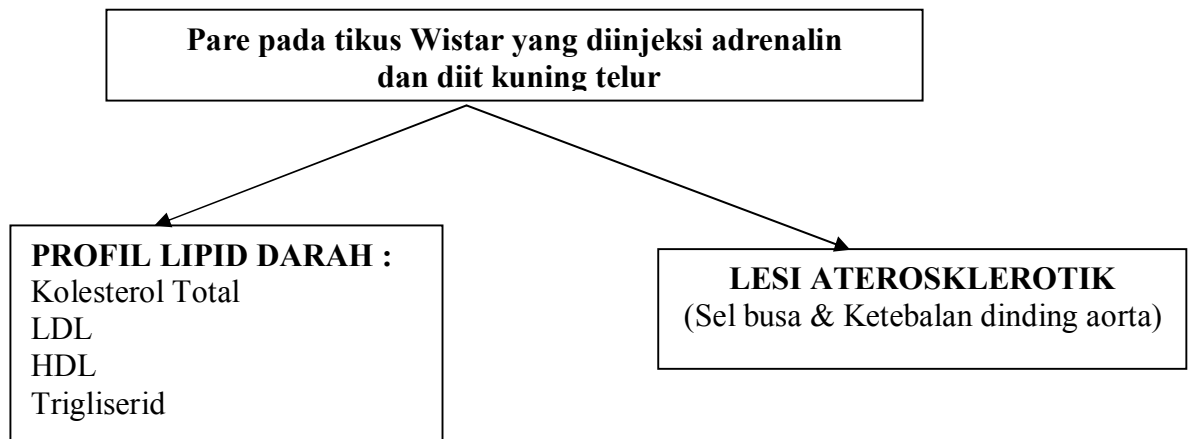 Pare pada tikus Wistar yang diinjeksi adrenalin
dan diit kuning telur
PROFIL LIPID DARAH :
Kolesterol Total
LDL
HDL
Trigliserid
LESI ATEROSKLEROTIK
(Sel busa & Ketebalan dinding aorta)